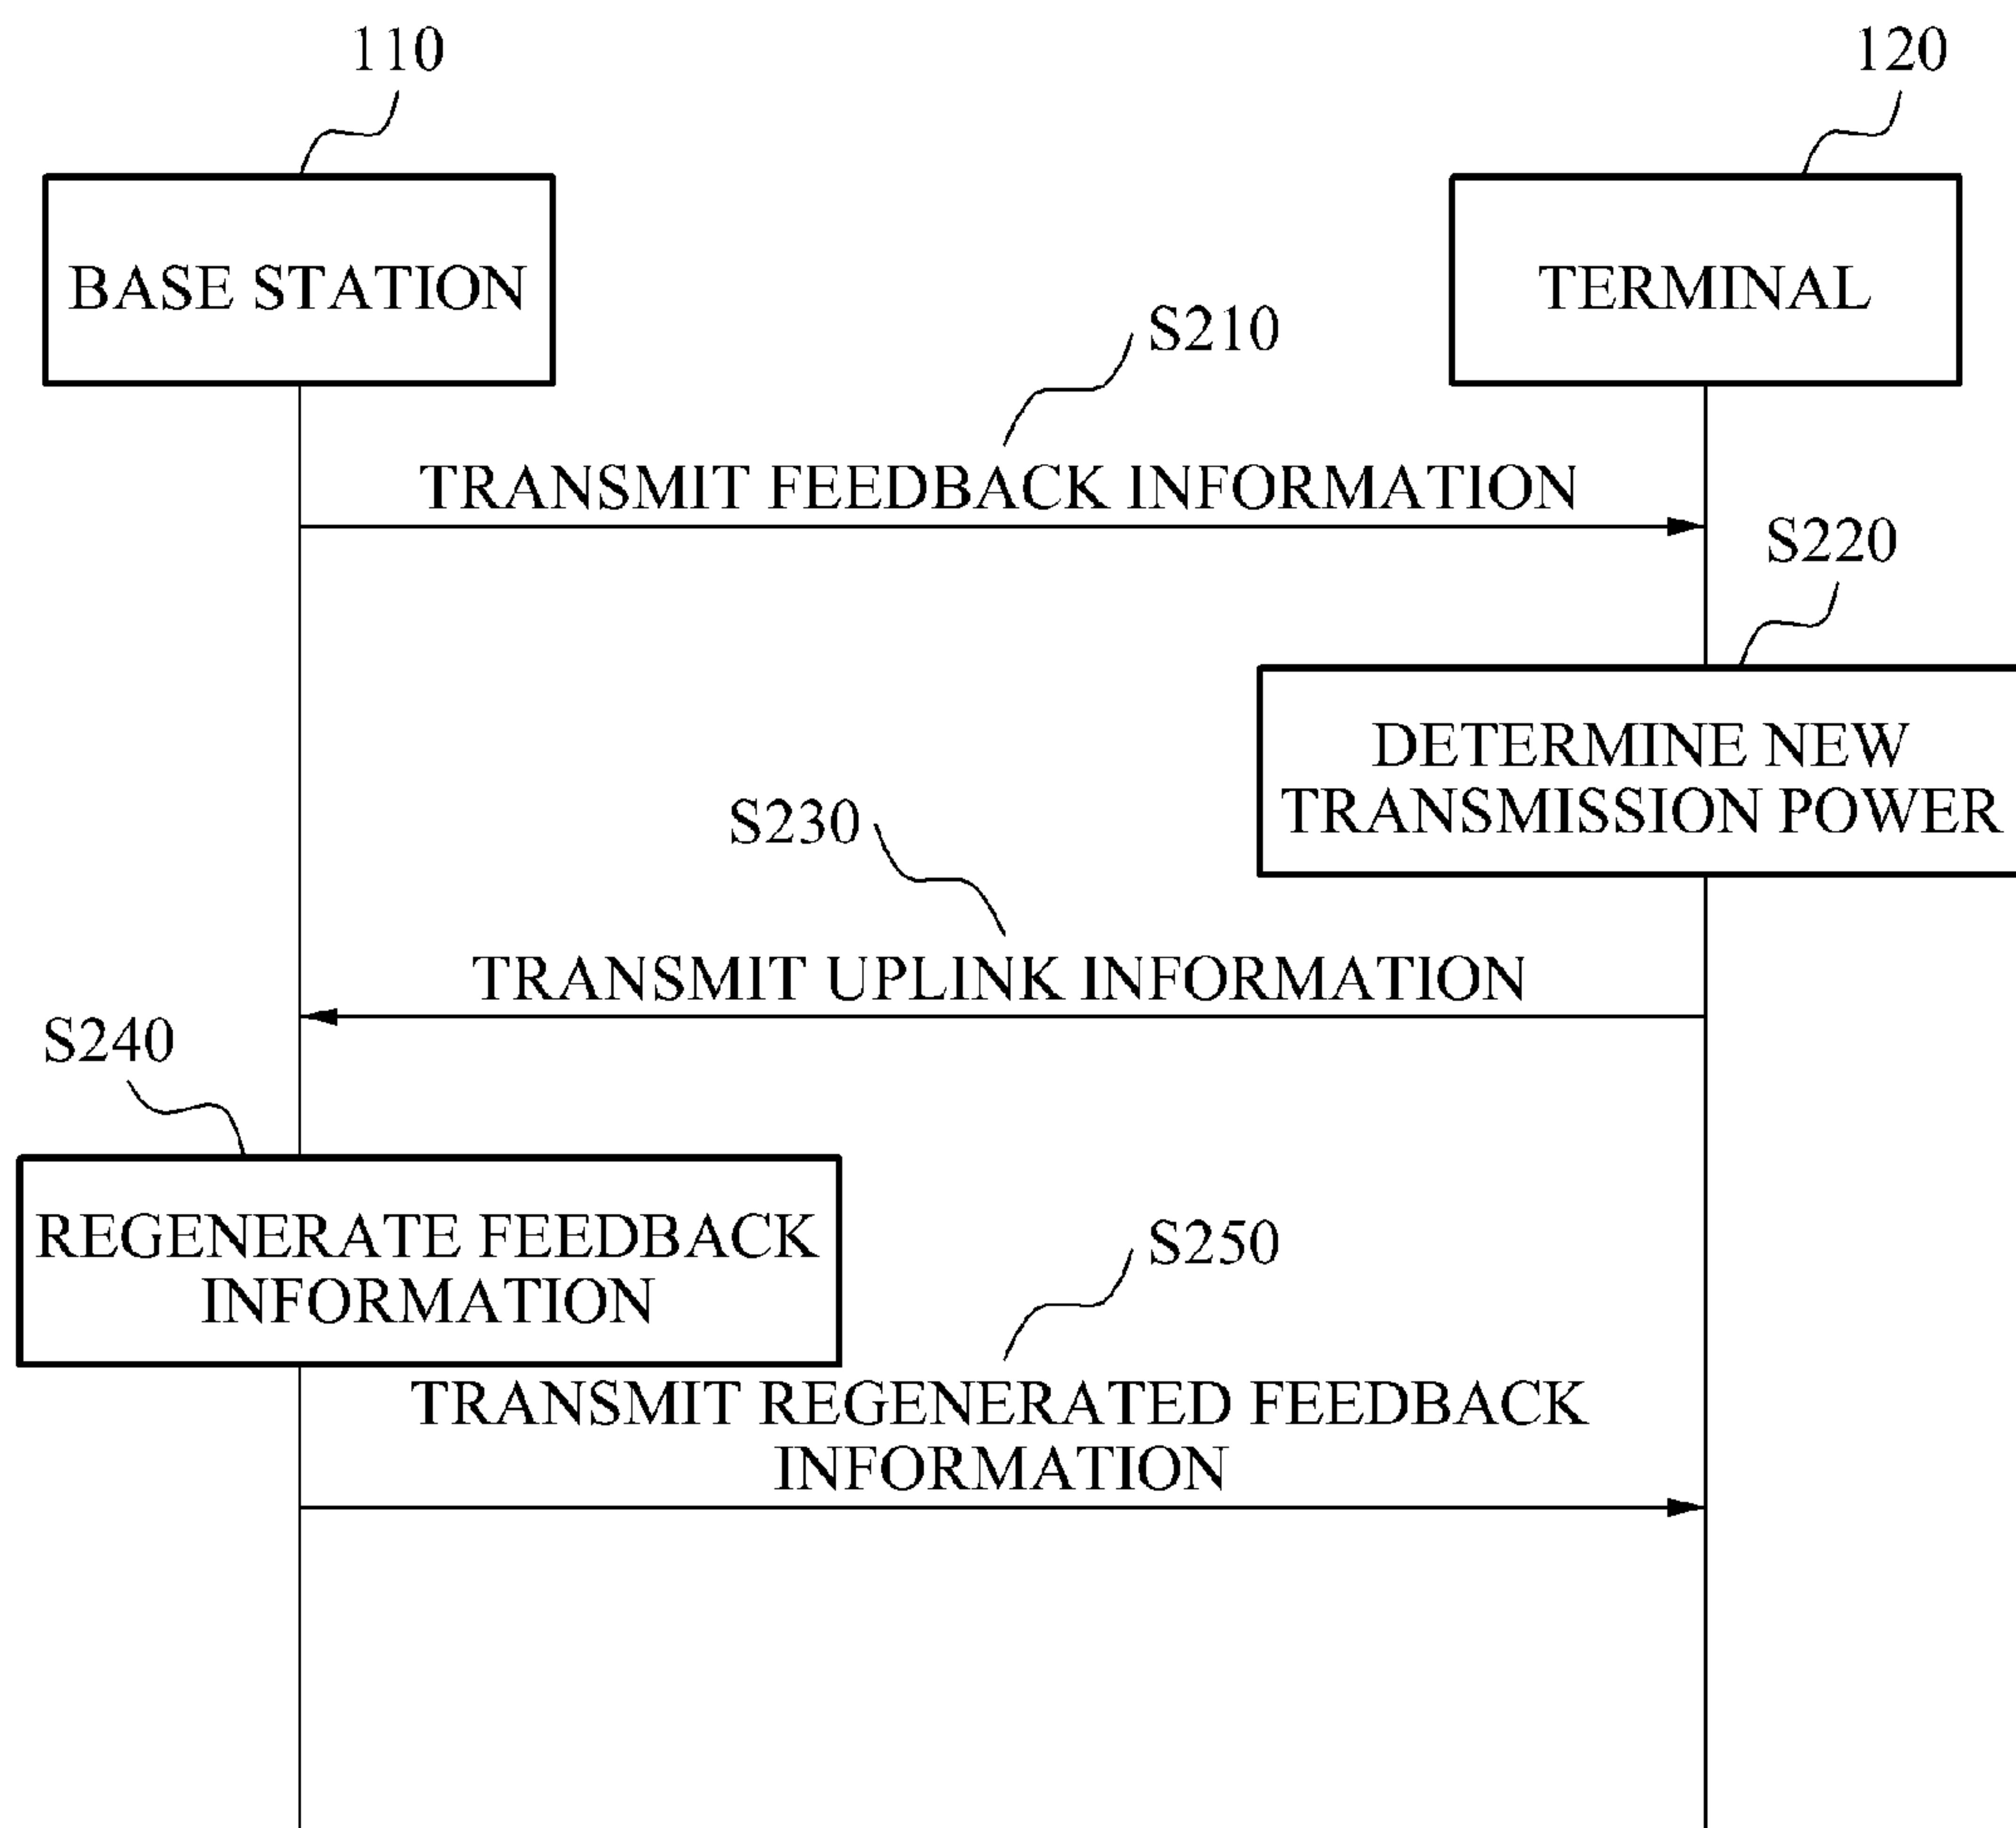 110
120
BASE STATION
TERMINAL
S210
TRANSMIT FEEDBACK INFORMATION
S220
DETERMINE NEW
TRANSMISSION POWER
S230
TRANSMIT UPLINK INFORMATION
S240
REGENERATE FEEDBACK
INFORMATION
S250
TRANSMIT REGENERATED FEEDBACK
INFORMATION